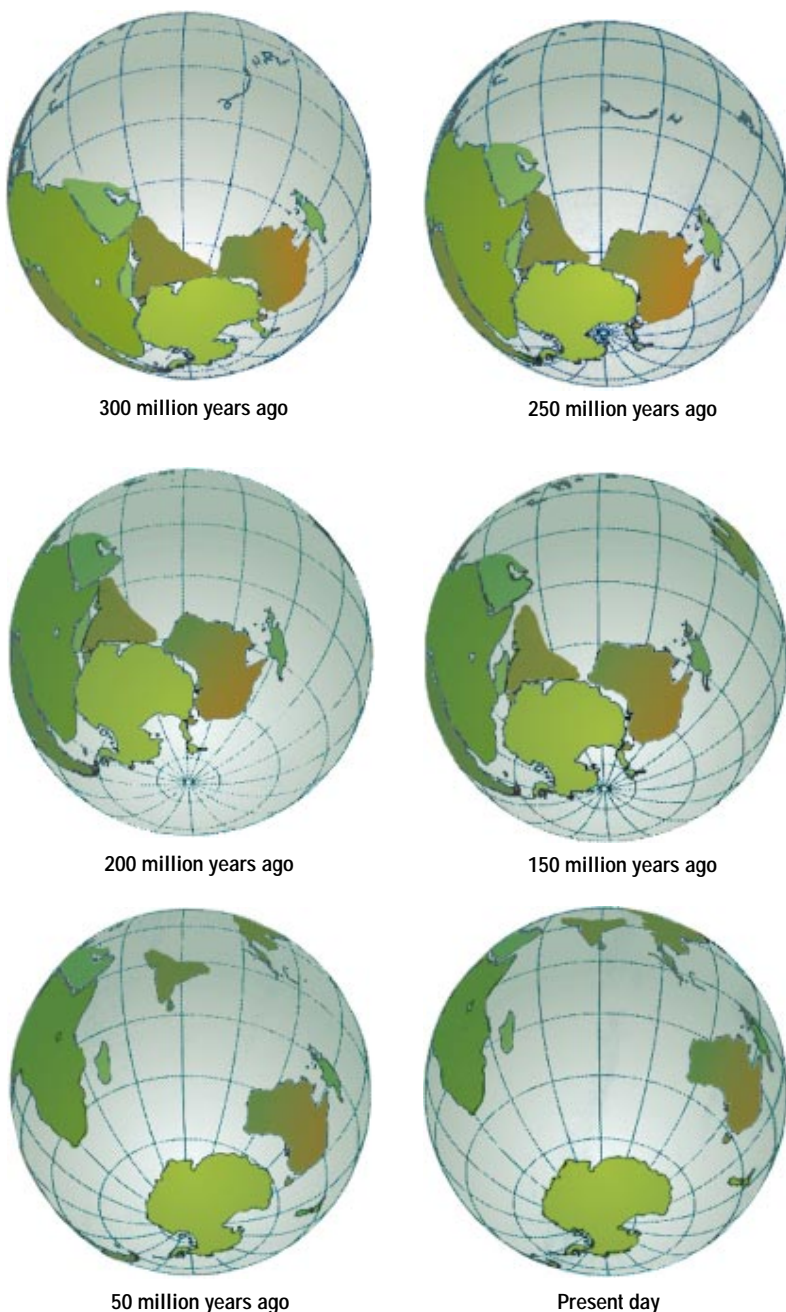 300 million years ago
250 million years ago
200 million years ago
150 million years ago
50 million years ago
Present day